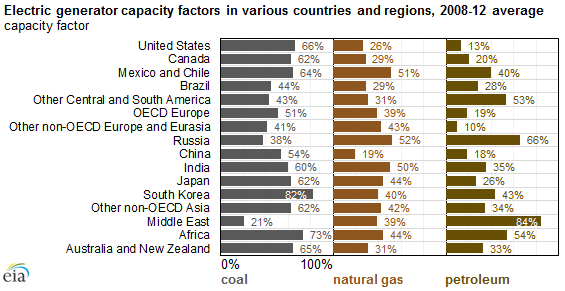 Electric generator capacity factors in various countries and regions, 2008-12 average
capacity factor
United States 66% 26% 13%
Canada 62% 29% 20%
Mexico and Chile 64% 51% 40%
Brazil 44% 29% 28%
Other Central and South America 43% 31% 53%
OECD Europe 51% 39% 19%
Other non-OECD Europe and Eurasia 41% 43% 10%
Russia 38% 52% 66%
China 54% 19% 18%
India 60% 50% 35%
Japan 62% 44% 26%
South Korea 82% 40% 43%
Other non-OECD Asia 62% 42% 34%
Middle East 21% 39% 84%
Africa 73% 44% 54%
Australia and New Zealand 65% 31% 33%
0% 100%
eia coal natural gas petroleum